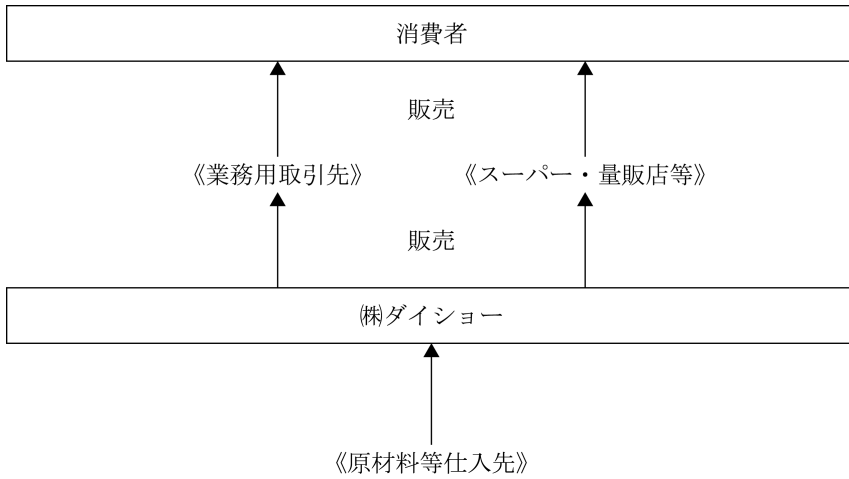 消費者
販売
《業務用取引先》 《スーパー・量販店等》
販売
㈱ダイショー
《原材料等仕入先》